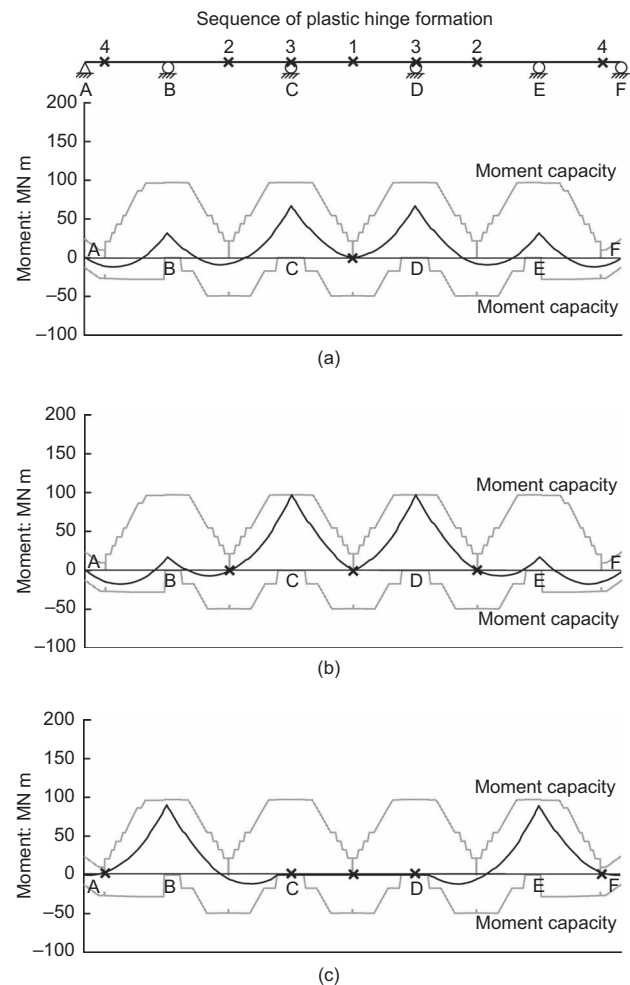 Sequence of plastic hinge formation
4 2 3 1 3 2 4
A B C D E F
200
150
100
50
0
–50
–100
Moment: MN m
Moment capacity
A B C D E F
Moment capacity
(a)
200
150
100
50
0
–50
–100
Moment: MN m
Moment capacity
A B C D E F
Moment capacity
(b)
200
150
100
50
0
–50
–100
Moment: MN m
Moment capacity
A B C D E F
Moment capacity
(c)